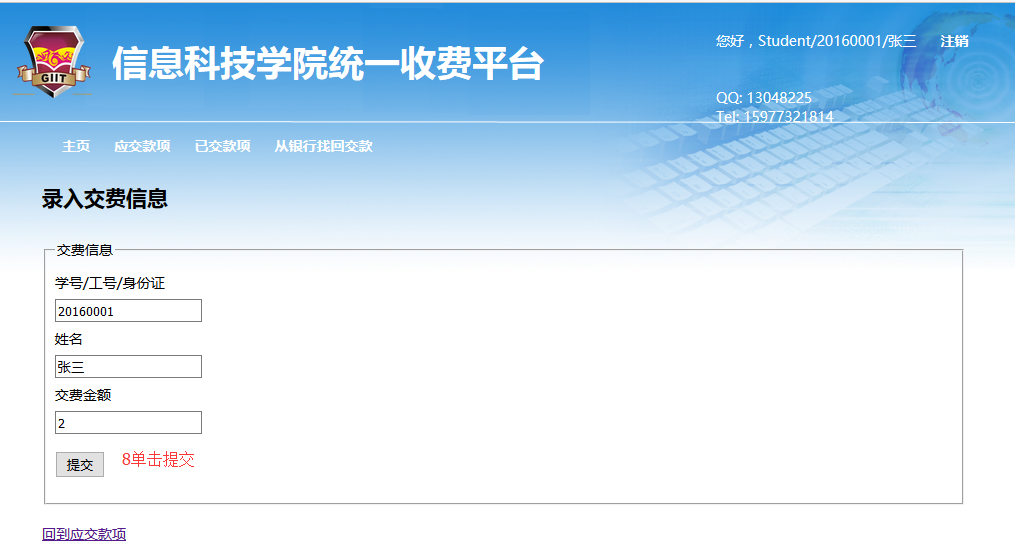 信息科技学院统一收费平台
GIIT
您好，Student/20160001/张三 注销
QQ: 13048225
Tel: 15977321814
主页 应交款项 已交款项 从银行找回交款
录入交费信息
交费信息
学号/工号/身份证
20160001
姓名
张三
交费金额
2
提交 8单击提交
回到应交款项